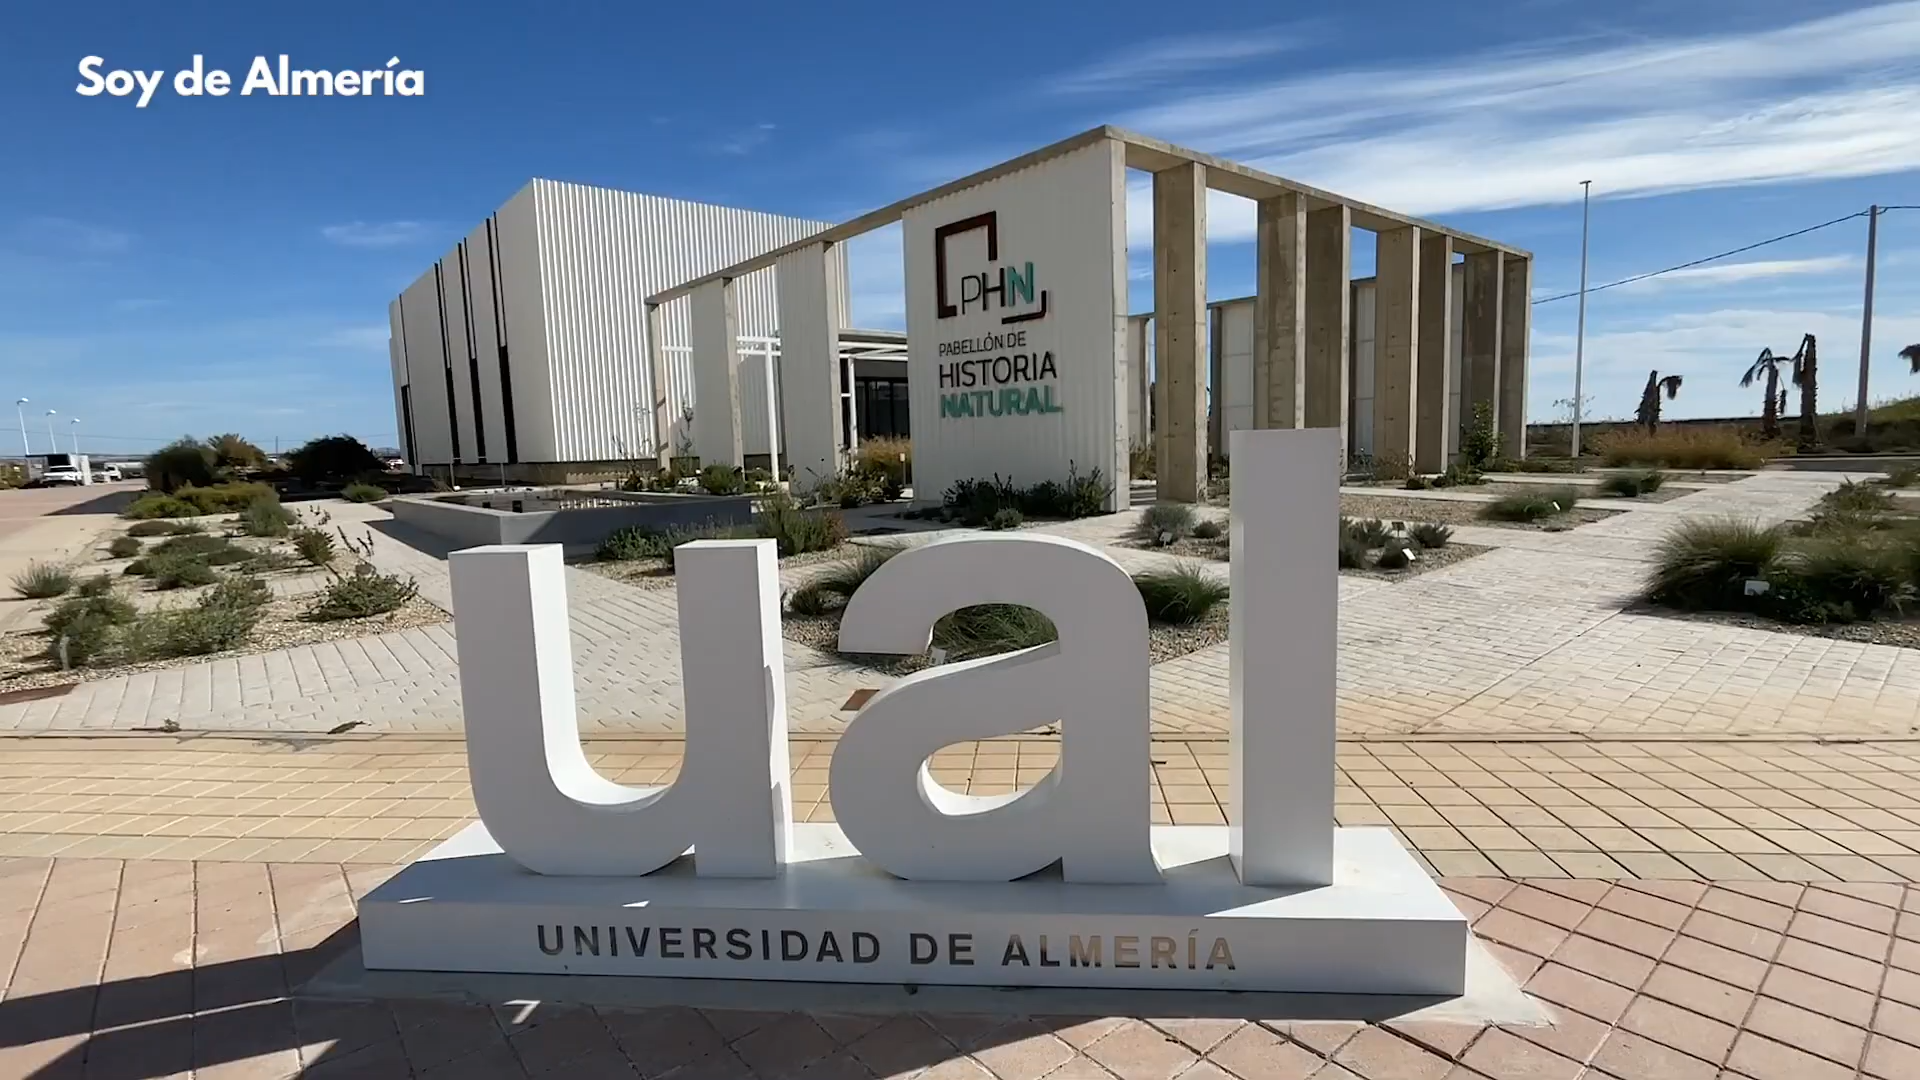 Soy de Almería
PHN
PABELLÓN DE
HISTORIA
NATURAL
ual
UNIVERSIDAD DE ALMERÍA